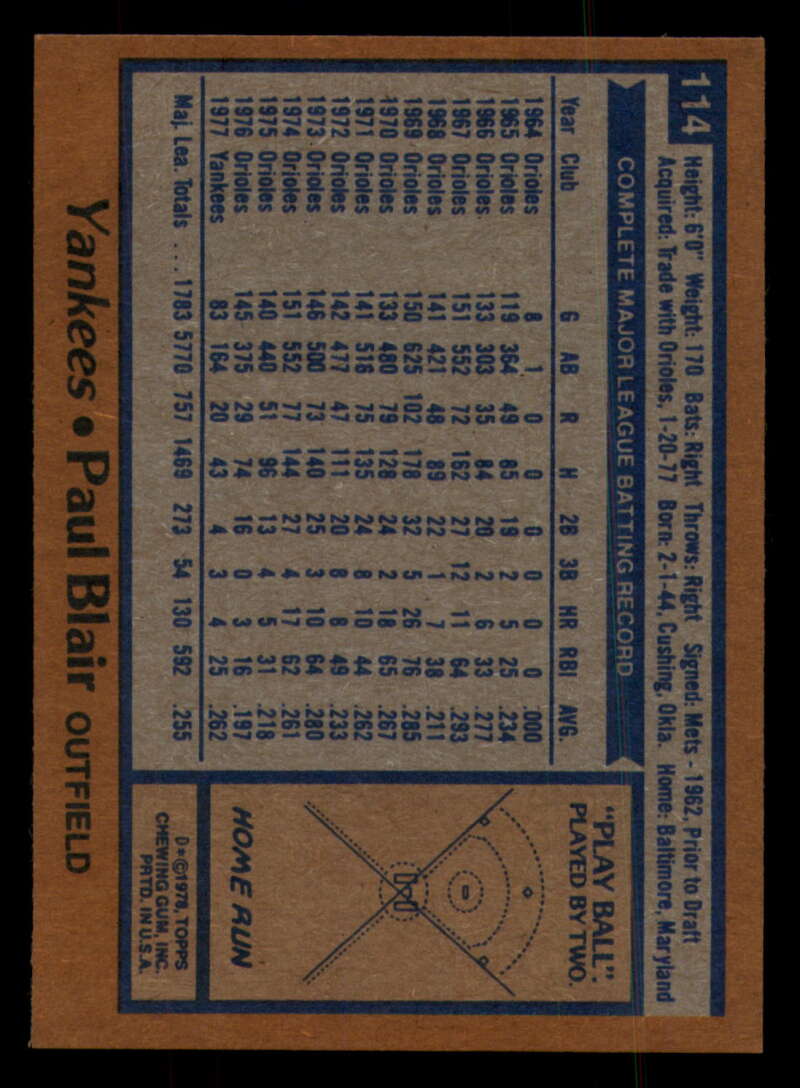 114
Height: 6'0" Weight: 170 Bats: Right Throws: Right Signed: Mets - 1962, Prior to Draft
Acquired: Trade with Orioles, 1-20-77 Born: 2-1-44, Cushing, Okla. Home: Baltimore, Maryland
COMPLETE MAJOR LEAGUE BATTING RECORD
Year Club G AB R H 2B 3B HR RBI AVG.
1964 Orioles 8 1 0 0 0 0 0 0 .000
1965 Orioles 119 364 49 85 19 2 5 25 .234
1966 Orioles 133 303 35 84 20 2 6 33 .277
1967 Orioles 151 552 72 162 27 12 11 64 .293
1968 Orioles 141 421 48 89 22 1 7 38 .211
1969 Orioles 150 625 102 178 32 5 26 76 .285
1970 Orioles 133 480 79 128 24 2 18 65 .267
1971 Orioles 141 516 75 135 24 8 10 44 .262
1972 Orioles 142 477 47 111 20 8 8 49 .233
1973 Orioles 146 500 73 140 25 3 10 64 .280
1974 Orioles 151 552 77 144 27 4 17 62 .261
1975 Orioles 140 440 51 96 13 4 5 31 .218
1976 Orioles 145 375 29 74 16 0 3 16 .197
1977 Yankees 83 164 20 43 4 3 4 25 .262
Maj. Lea. Totals . . . 1783 5770 757 1469 273 54 130 592 .255
"PLAY BALL":
PLAYED BY TWO.
HOME RUN
D*©1978, TOPPS
CHEWING GUM, INC.
PRTD. IN U.S.A.
Yankees • Paul Blair OUTFIELD